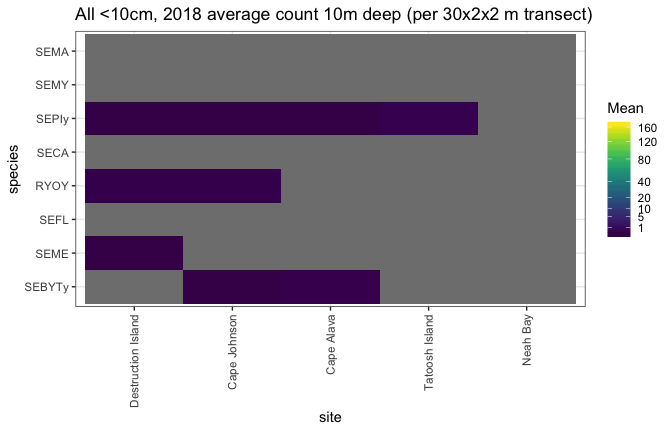 All <10cm, 2018 average count 10m deep (per 30x2x2 m transect)
species
SEMA
SEMY
SEPIy
SECA
RYOY
SEFL
SEME
SEBYTy
Destruction Island
Cape Johnson
Cape Alava
Tatoosh Island
Neah Bay
site
Mean
160
120
80
40
20
10
5
1